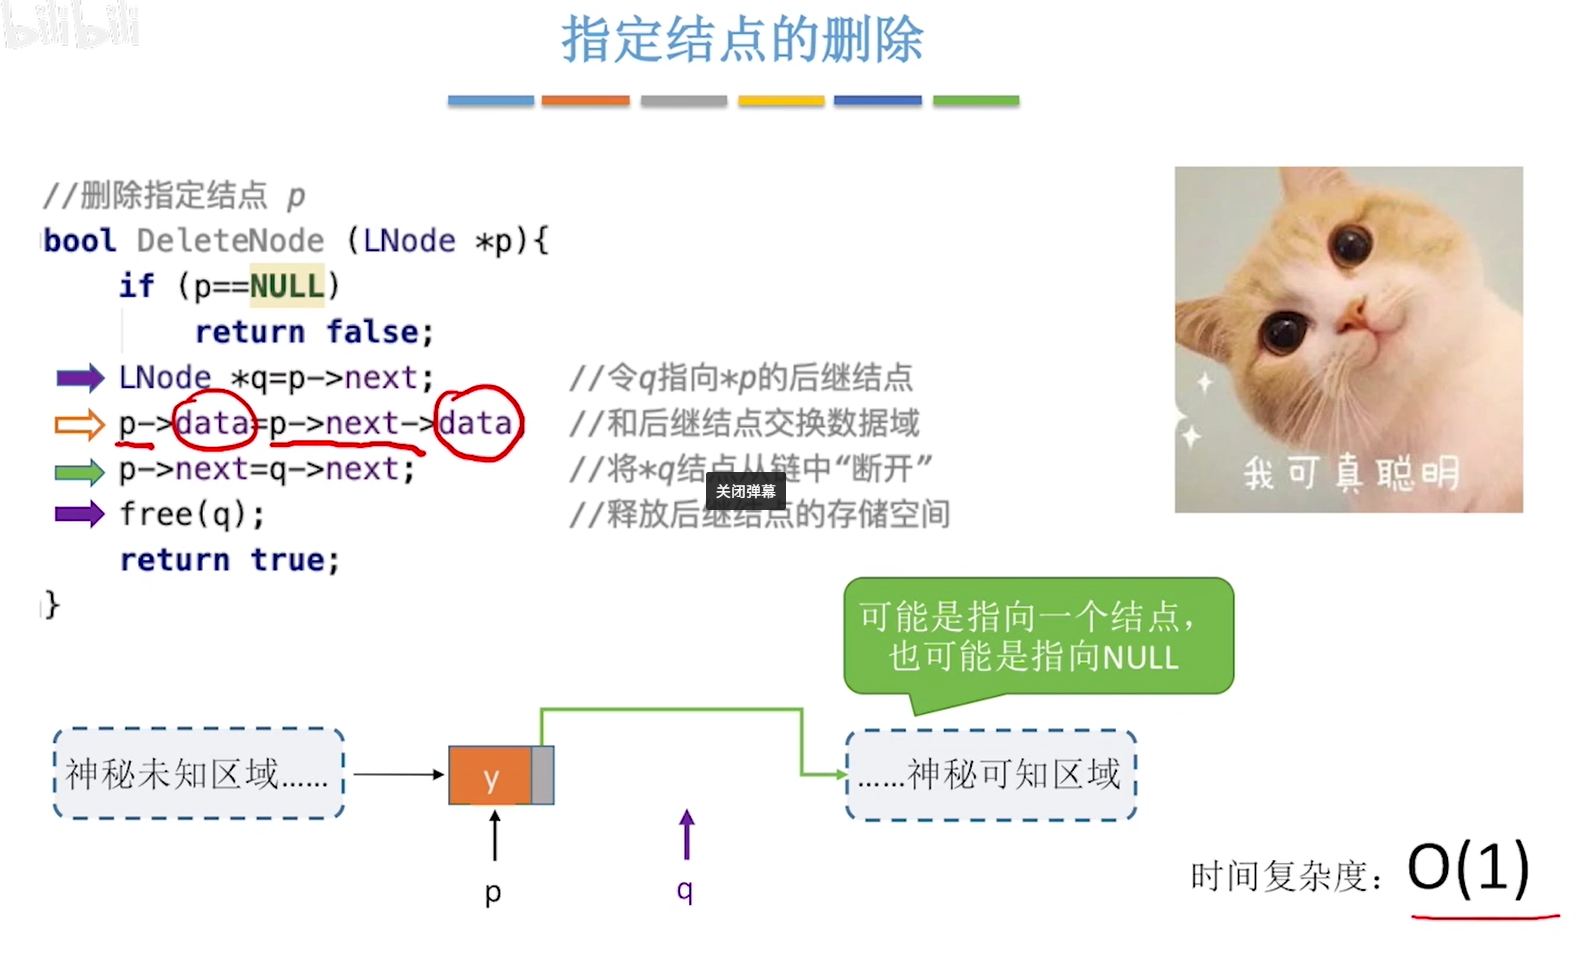 bilibili
指定结点的删除
//删除指定结点 p
bool DeleteNode (LNode *p){
if (p==NULL)
return false;
LNode *q=p->next; //令q指向*p的后继结点
p->data=p->next->data //和后继结点交换数据域
p->next=q->next; //将*q结点从链中“断开”
关闭弹幕
free(q); //释放后继结点的存储空间
return true;
}
我可真聪明
可能是指向一个结点，
也可能是指向NULL
神秘未知区域…… y ……神秘可知区域
p q
时间复杂度：O(1)